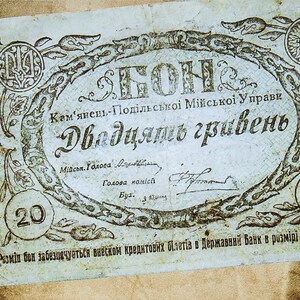 БОН
Кам'янець-Подільської Міської Управи
Двадцять гривень
Міськ. Голова
Голова комісії
Бух.
20
Розмін бон забезпечується внеском кредитових білетів в Державний Банк в розмірі